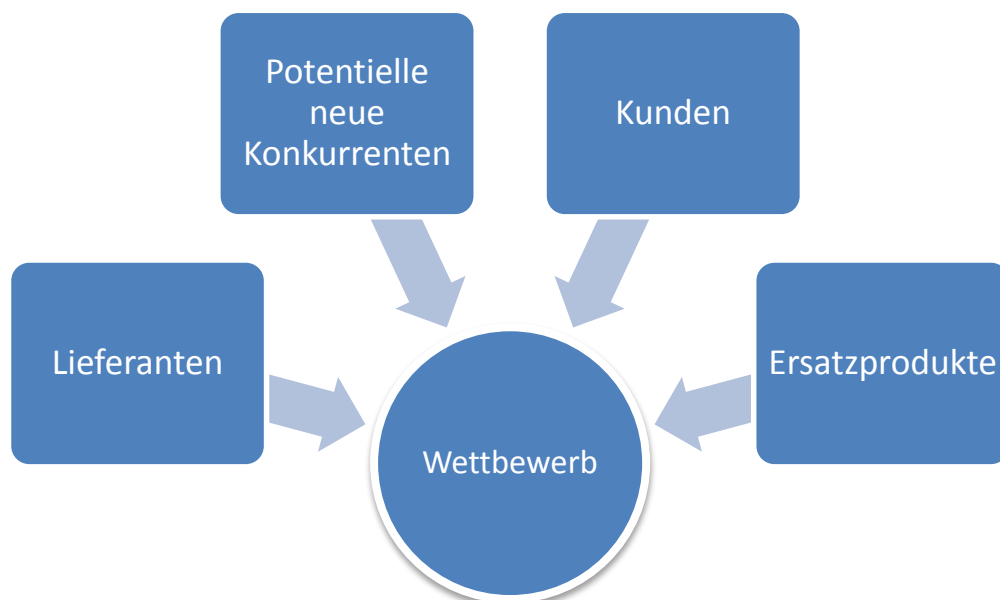 Potentielle
neue
Konkurrenten
Kunden
Lieferanten
Ersatzprodukte
Wettbewerb